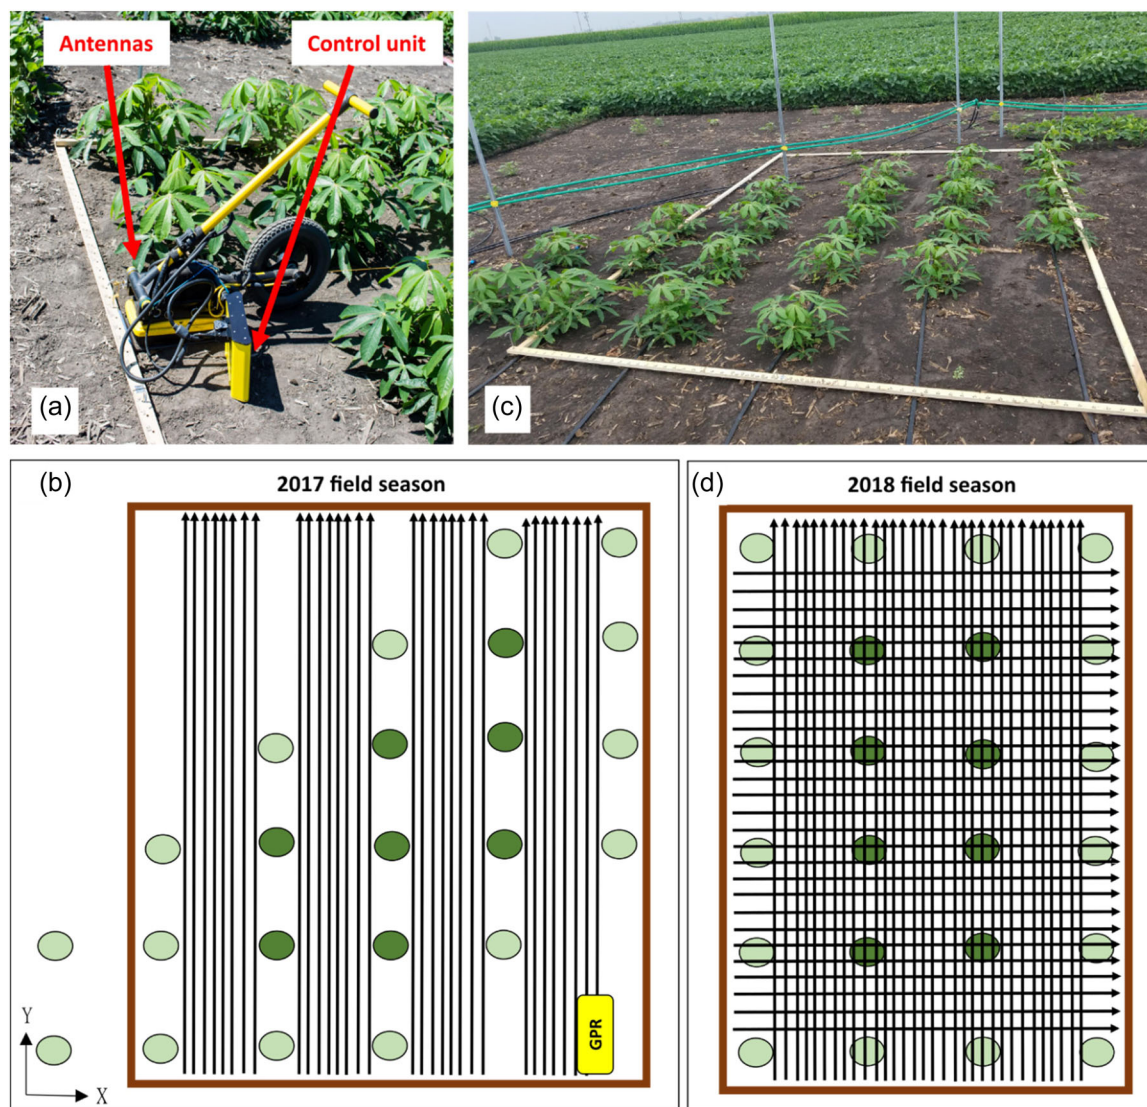 Antennas
Control unit
(a)
(c)
(b)
2017 field season
(d)
2018 field season
GPR
Y
X